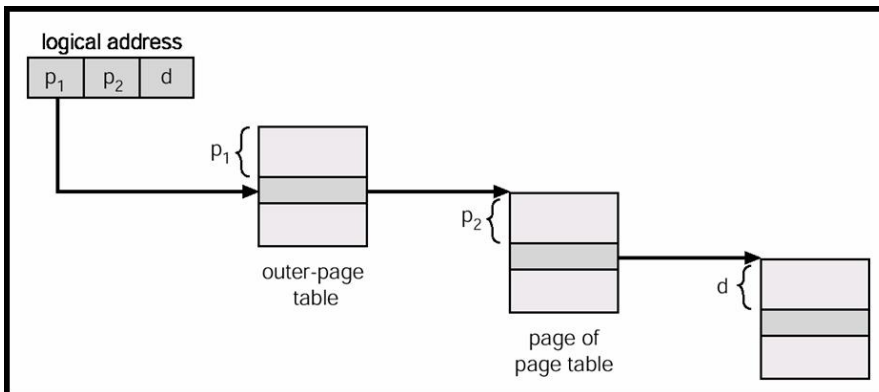 logical address
p₁ p₂ d
p₁
outer-page
table
p₂
page of
page table
d